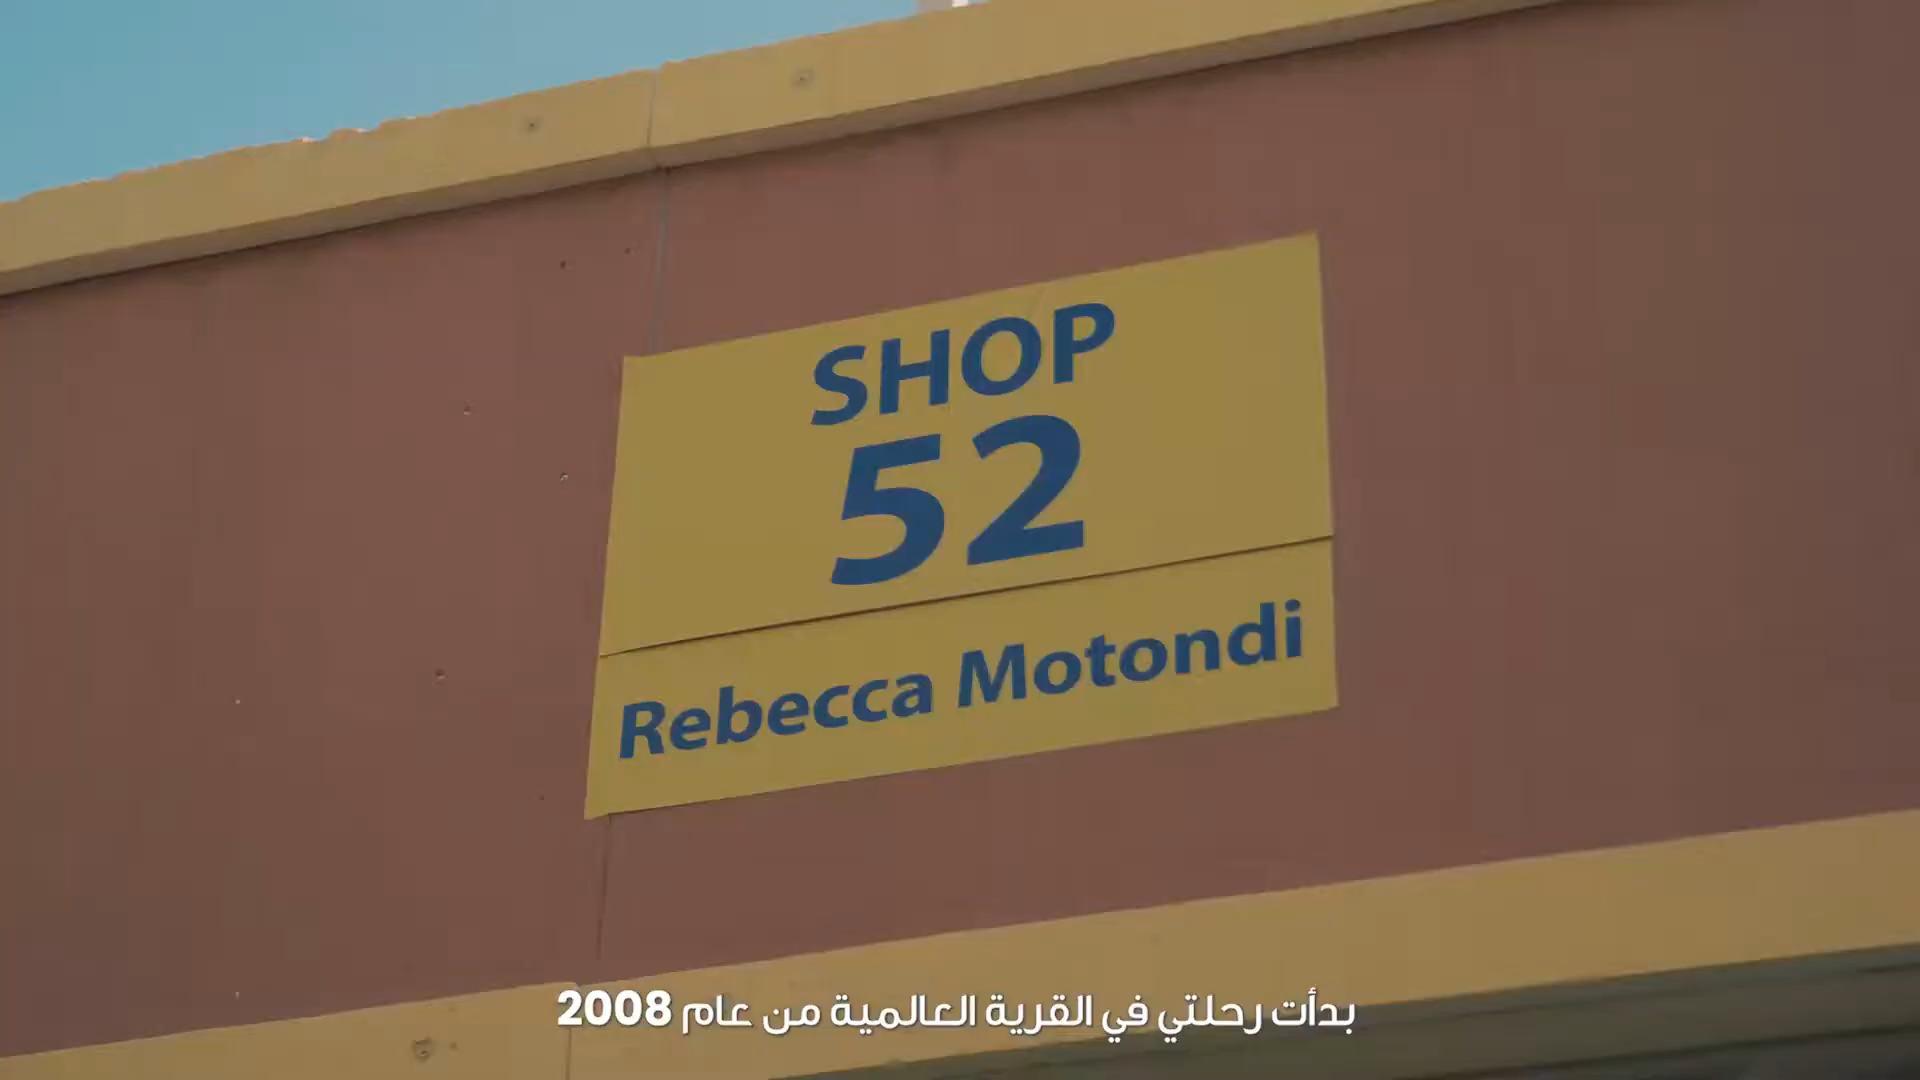 SHOP
52
Rebecca Motondi
بدأت رحلتي في القرية العالمية من عام 2008